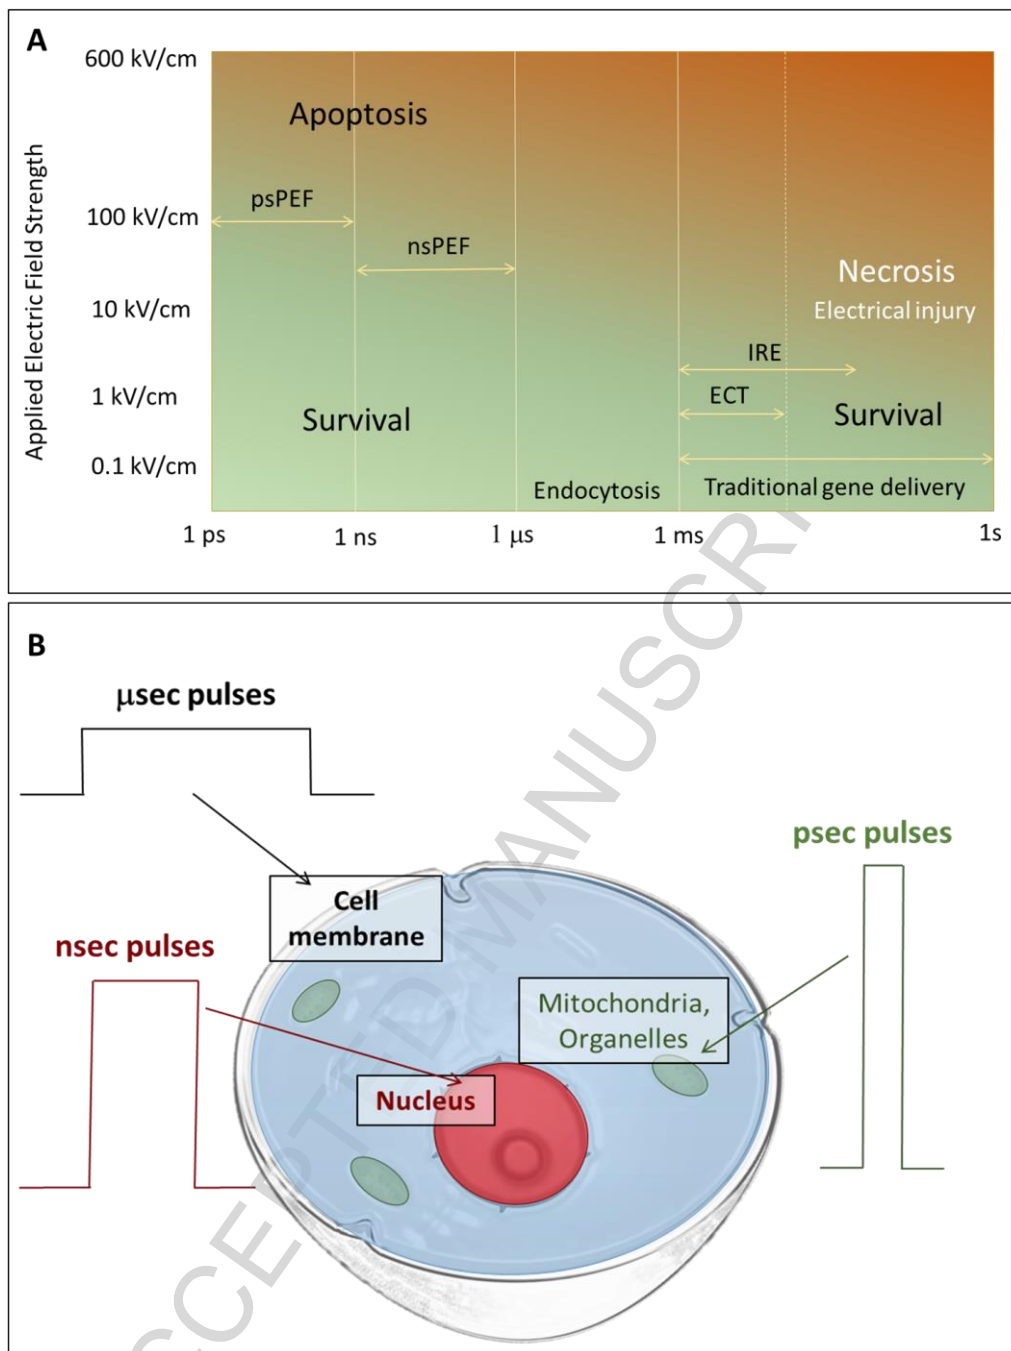 A
600 kV/cm
Apoptosis
psPEF
100 kV/cm
nsPEF
Necrosis
10 kV/cm
Electrical injury
IRE
1 kV/cm
ECT
Survival
Survival
0.1 kV/cm
Endocytosis
Traditional gene delivery
Applied Electric Field Strength
1 ps
1 ns
1 μs
1 ms
1s
B
μsec pulses
psec pulses
Cell
membrane
nsec pulses
Mitochondria,
Organelles
Nucleus
CCEPTED MANUSCRI